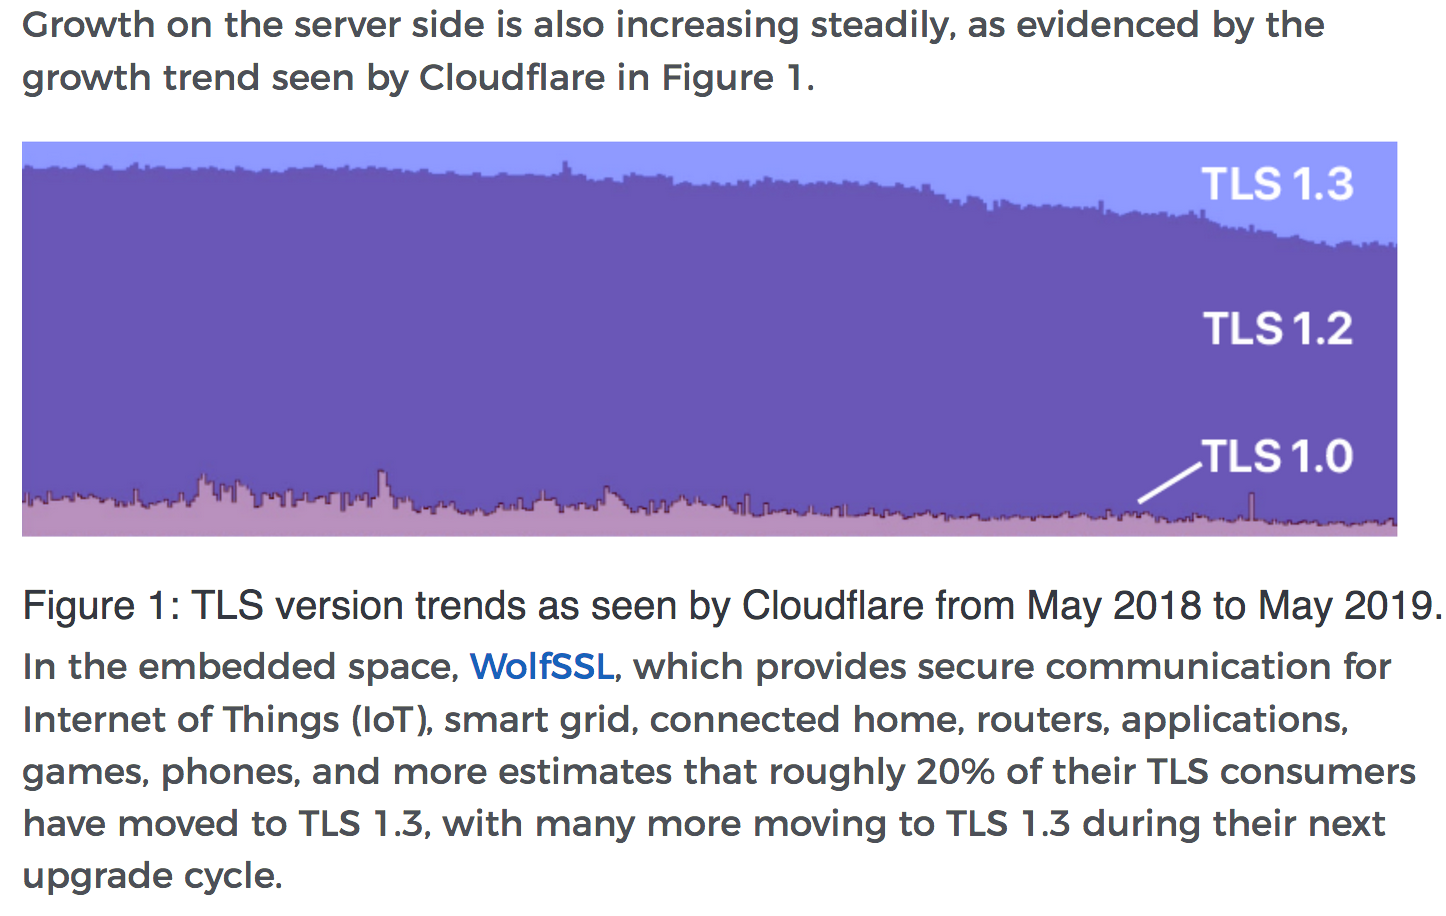 Growth on the server side is also increasing steadily, as evidenced by the
growth trend seen by Cloudflare in Figure 1.
TLS 1.3
TLS 1.2
TLS 1.0
Figure 1: TLS version trends as seen by Cloudflare from May 2018 to May 2019.
In the embedded space, WolfSSL, which provides secure communication for
Internet of Things (IoT), smart grid, connected home, routers, applications,
games, phones, and more estimates that roughly 20% of their TLS consumers
have moved to TLS 1.3, with many more moving to TLS 1.3 during their next
upgrade cycle.